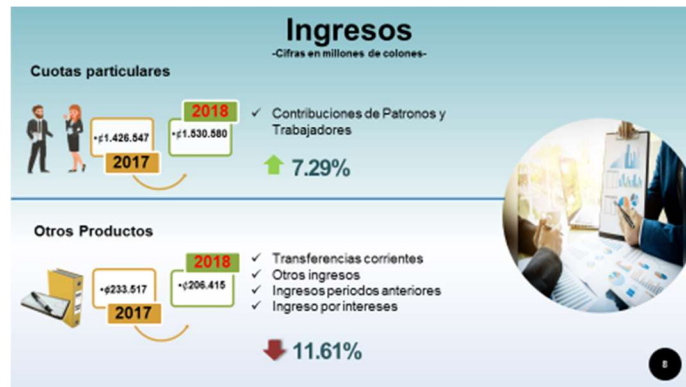 Ingresos
-Cifras en millones de colones-
Cuotas particulares
2018
•₡1.426.547
•₡1.530.580
2017
✓ Contribuciones de Patronos y
Trabajadores
7.29%
Otros Productos
2018
•₡233.517
•₡206.415
2017
✓ Transferencias corrientes
✓ Otros ingresos
✓ Ingresos periodos anteriores
✓ Ingreso por intereses
11.61%
8